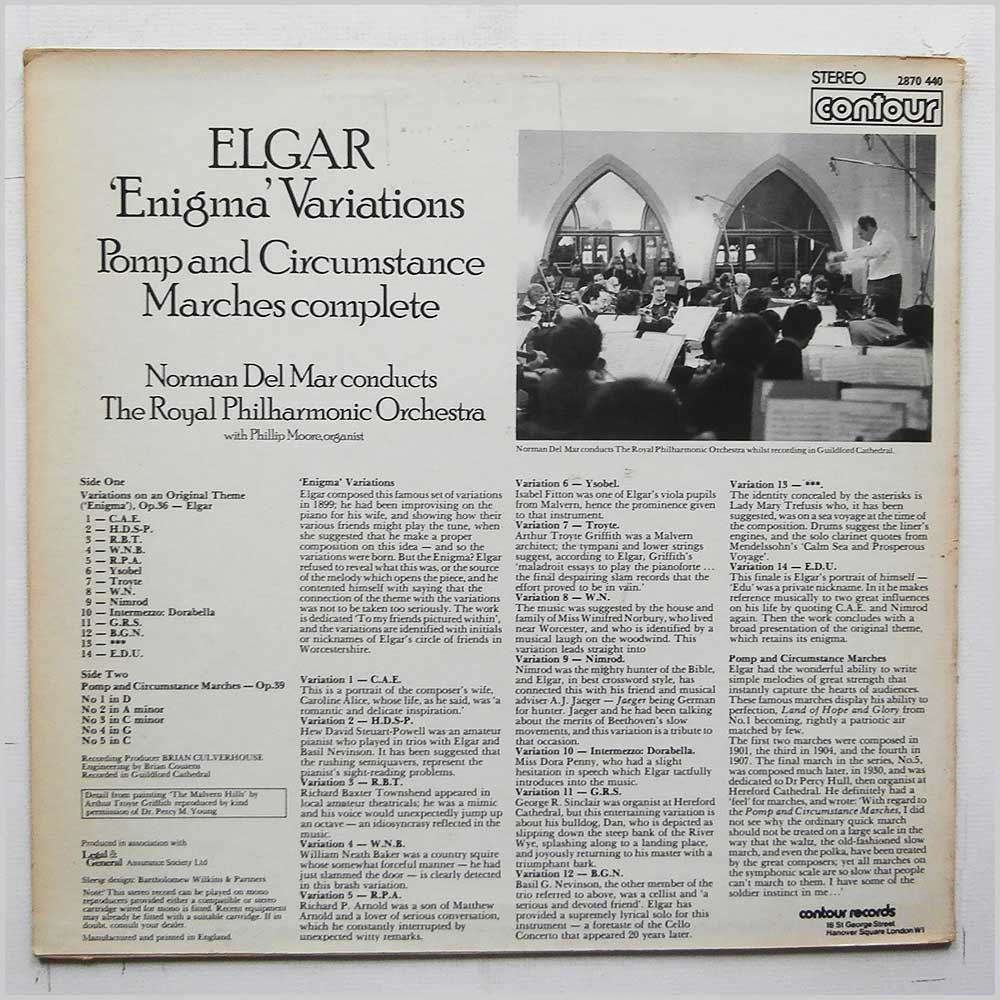 STEREO 2870 440
contour
ELGAR
'Enigma' Variations
Pomp and Circumstance
Marches complete
Norman Del Mar conducts
The Royal Philharmonic Orchestra
with Phillip Moore, organist
Norman Del Mar conducts The Royal Philharmonic Orchestra whilst recording in Guildford Cathedral.
Side One
Variations on an Original Theme
('Enigma'), Op.36 — Elgar
1 — C.A.E.
2 — H.D.S-P.
3 — R.B.T.
4 — W.N.B.
5 — R.P.A.
6 — Ysobel
7 — Troyte
8 — W.N.
9 — Nimrod
10 — Intermezzo: Dorabella
11 — G.R.S.
12 — B.G.N.
13 — ***
14 — E.D.U.
Side Two
Pomp and Circumstance Marches — Op.39
No 1 in D
No 2 in A minor
No 3 in C minor
No 4 in G
No 5 in C
Recording Producer BRIAN CULVERHOUSE
Engineering by Brian Couzens
Recorded in Guildford Cathedral
Detail from painting 'The Malvern Hills' by
Arthur Troyte Griffith reproduced by kind
permission of Dr. Percy M. Young
Produced in association with
Legal &
General Assurance Society Ltd
Sleeve design: Bartholomew Wilkins & Partners
Note: This stereo record can be played on mono
reproducers provided either a compatible or stereo
cartridge wired for mono is fitted. Recent equipment
may already be fitted with a suitable cartridge. If in
doubt, consult your dealer.
Manufactured and printed in England.
'Enigma' Variations
Elgar composed this famous set of variations
in 1899; he had been improvising on the
piano for his wife, and showing how their
various friends might play the tune, when
she suggested that he make a proper
composition on this idea — and so the
variations were born. But the Enigma? Elgar
refused to reveal what this was, or the source
of the melody which opens the piece, and he
contented himself with saying that the
connection of the theme with the variations
was not to be taken too seriously. The work
is dedicated 'To my friends pictured within',
and the variations are identified with initials
or nicknames of Elgar's circle of friends in
Worcestershire.
Variation 1 — C.A.E.
This is a portrait of the composer's wife,
Caroline Alice, whose life, as he said, was 'a
romantic and delicate inspiration.'
Variation 2 — H.D.S-P.
Hew David Steuart-Powell was an amateur
pianist who played in trios with Elgar and
Basil Nevinson. It has been suggested that
the rushing semiquavers, represent the
pianist's sight-reading problems.
Variation 3 — R.B.T.
Richard Baxter Townshend appeared in
local amateur theatricals; he was a mimic
and his voice would unexpectedly jump up
an octave — an idiosyncrasy reflected in the
music.
Variation 4 — W.N.B.
William Neath Baker was a country squire
whose somewhat forceful manner — he had
just slammed the door — is clearly detected
in this brash variation.
Variation 5 — R.P.A.
Richard P. Arnold was a son of Matthew
Arnold and a lover of serious conversation,
which he constantly interrupted by
unexpected witty remarks.
Variation 6 — Ysobel.
Isabel Fitton was one of Elgar's viola pupils
from Malvern, hence the prominence given
to that instrument.
Variation 7 — Troyte.
Arthur Troyte Griffith was a Malvern
architect; the tympani and lower strings
suggest, according to Elgar, Griffith's
'maladroit essays to play the pianoforte ...
the final despairing slam records that the
effort proved to be in vain.'
Variation 8 — W.N.
The music was suggested by the house and
family of Miss Winifred Norbury, who lived
near Worcester, and who is identified by a
musical laugh on the woodwind. This
variation leads straight into
Variation 9 — Nimrod.
Nimrod was the mighty hunter of the Bible,
and Elgar, in best crossword style, has
connected this with his friend and musical
adviser A.J. Jaeger — Jaeger being German
for hunter. Jaeger and he had been talking
about the merits of Beethoven's slow
movements, and this variation is a tribute to
that occasion.
Variation 10 — Intermezzo: Dorabella.
Miss Dora Penny, who had a slight
hesitation in speech which Elgar tactfully
introduces into the music.
Variation 11 — G.R.S.
George R. Sinclair was organist at Hereford
Cathedral, but this entertaining variation is
about his bulldog, Dan, who is depicted as
slipping down the steep bank of the River
Wye, splashing along to a landing place,
and joyously returning to his master with a
triumphant bark.
Variation 12 — B.G.N.
Basil G. Nevinson, the other member of the
trio referred to above, was a cellist and 'a
serious and devoted friend'. Elgar has
provided a supremely lyrical solo for this
instrument — a foretaste of the Cello
Concerto that appeared 20 years later.
Variation 13 — ***.
The identity concealed by the asterisks is
Lady Mary Trefusis who, it has been
suggested, was on a sea voyage at the time of
the composition. Drums suggest the liner's
engines, and the solo clarinet quotes from
Mendelssohn's 'Calm Sea and Prosperous
Voyage'.
Variation 14 — E.D.U.
This finale is Elgar's portrait of himself —
'Edu' was a private nickname. In it he makes
reference musically to two great influences
on his life by quoting C.A.E. and Nimrod
again. Then the work concludes with a
broad presentation of the original theme,
which retains its enigma.
Pomp and Circumstance Marches
Elgar had the wonderful ability to write
simple melodies of great strength that
instantly capture the hearts of audiences.
These famous marches display his ability to
perfection, Land of Hope and Glory from
No.1 becoming, rightly a patriotic air
matched by few.
The first two marches were composed in
1901, the third in 1904, and the fourth in
1907. The final march in the series, No.5,
was composed much later, in 1930, and was
dedicated to Dr Percy Hull, then organist at
Hereford Cathedral. He definitely had a
'feel' for marches, and wrote: 'With regard to
the Pomp and Circumstance Marches, I did
not see why the ordinary quick march
should not be treated on a large scale in the
way that the waltz, the old-fashioned slow
march, and even the polka, have been treated
by the great composers; yet all marches on
the symphonic scale are so slow that people
can't march to them. I have some of the
soldier instinct in me...'
contour records
18 St George Street
Hanover Square London W1